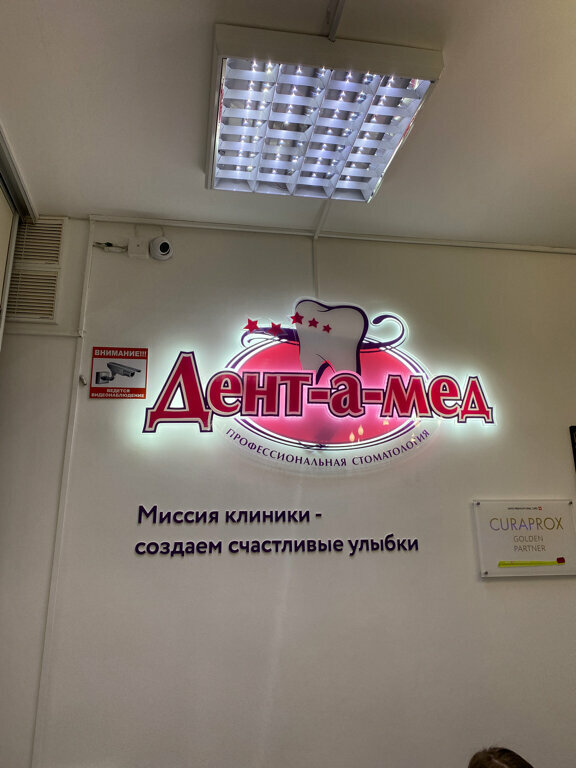 ВНИМАНИЕ!!!
ВЕДЕТСЯ
ВИДЕОНАБЛЮДЕНИЕ
Дент-а-мед
ПРОФЕССИОНАЛЬНАЯ СТОМАТОЛОГИЯ
Миссия клиники -
создаем счастливые улыбки
CURAPROX
GOLDEN
PARTNER